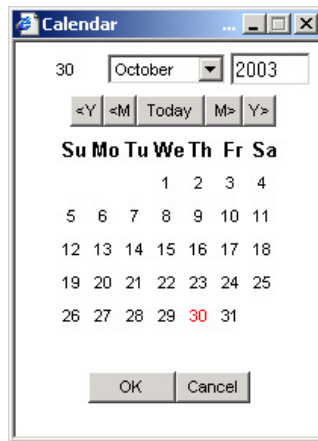 Calendar ...
30 October 2003
<Y <M Today M> Y>
Su Mo Tu We Th Fr Sa
1 2 3 4
5 6 7 8 9 10 11
12 13 14 15 16 17 18
19 20 21 22 23 24 25
26 27 28 29 30 31
OK Cancel